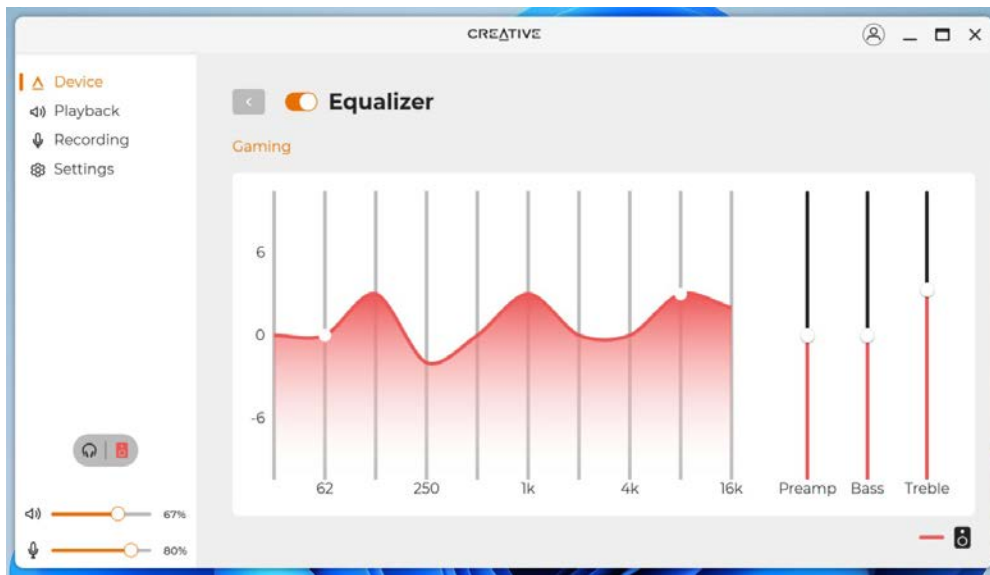 CREΔTIVE
Device
Playback
Recording
Settings
67%
80%
Equalizer
Gaming
6
0
-6
62 250 1k 4k 16k Preamp Bass Treble